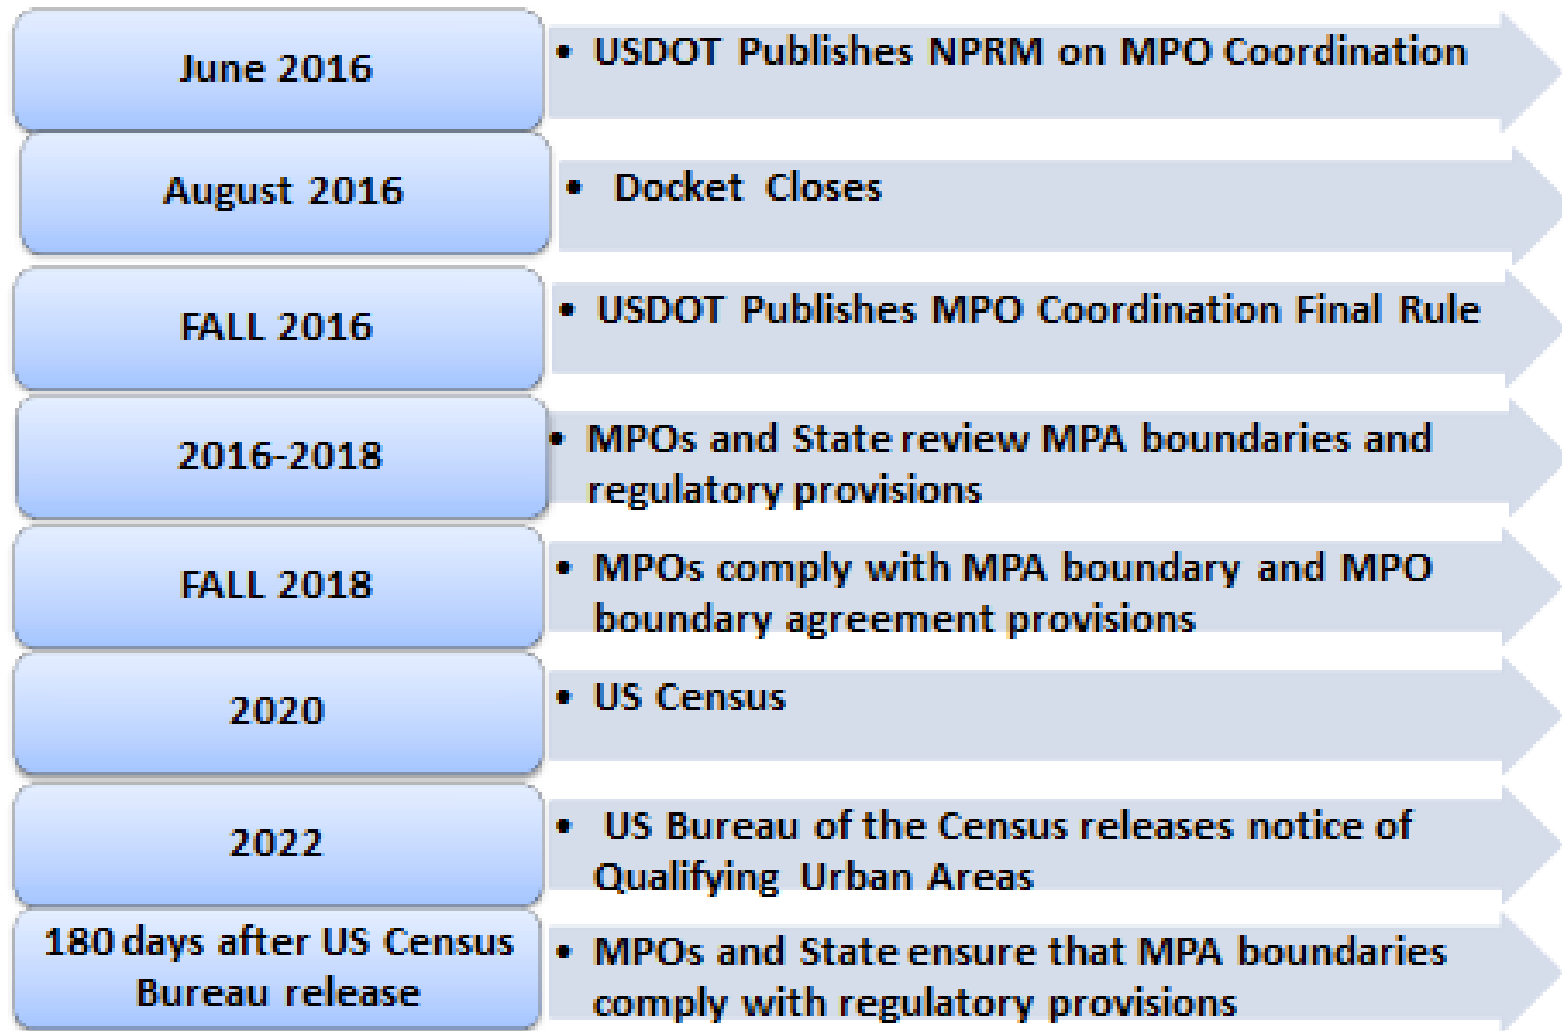 June 2016
• USDOT Publishes NPRM on MPO Coordination
August 2016
• Docket Closes
FALL 2016
• USDOT Publishes MPO Coordination Final Rule
2016-2018
• MPOs and State review MPA boundaries and
regulatory provisions
FALL 2018
• MPOs comply with MPA boundary and MPO
boundary agreement provisions
2020
• US Census
2022
• US Bureau of the Census releases notice of
Qualifying Urban Areas
180 days after US Census
Bureau release
• MPOs and State ensure that MPA boundaries
comply with regulatory provisions